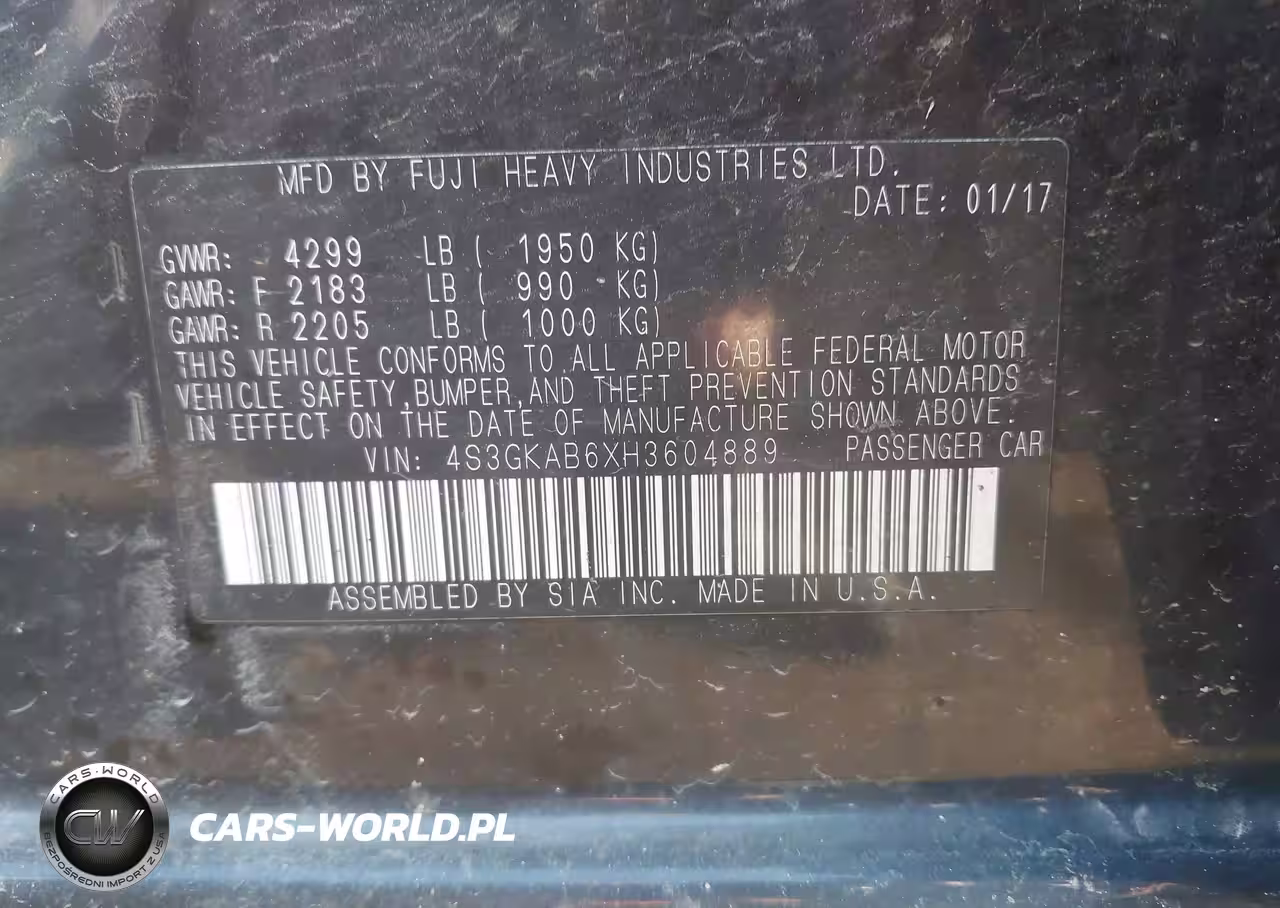 MFD BY FUJI HEAVY INDUSTRIES LTD.
DATE: 01/17
GVWR: 4299 LB ( 1950 KG)
GAWR: F 2183 LB ( 990 KG)
GAWR: R 2205 LB ( 1000 KG)
THIS VEHICLE CONFORMS TO ALL APPLICABLE FEDERAL MOTOR
VEHICLE SAFETY,BUMPER,AND THEFT PREVENTION STANDARDS
IN EFFECT ON THE DATE OF MANUFACTURE SHOWN ABOVE.
VIN: 4S3GKAB6XH3604889 PASSENGER CAR
ASSEMBLED BY SIA INC. MADE IN U.S.A.
CARS-WORLD
CW
BEZPOŚREDNI IMPORT Z USA
CARS-WORLD.PL